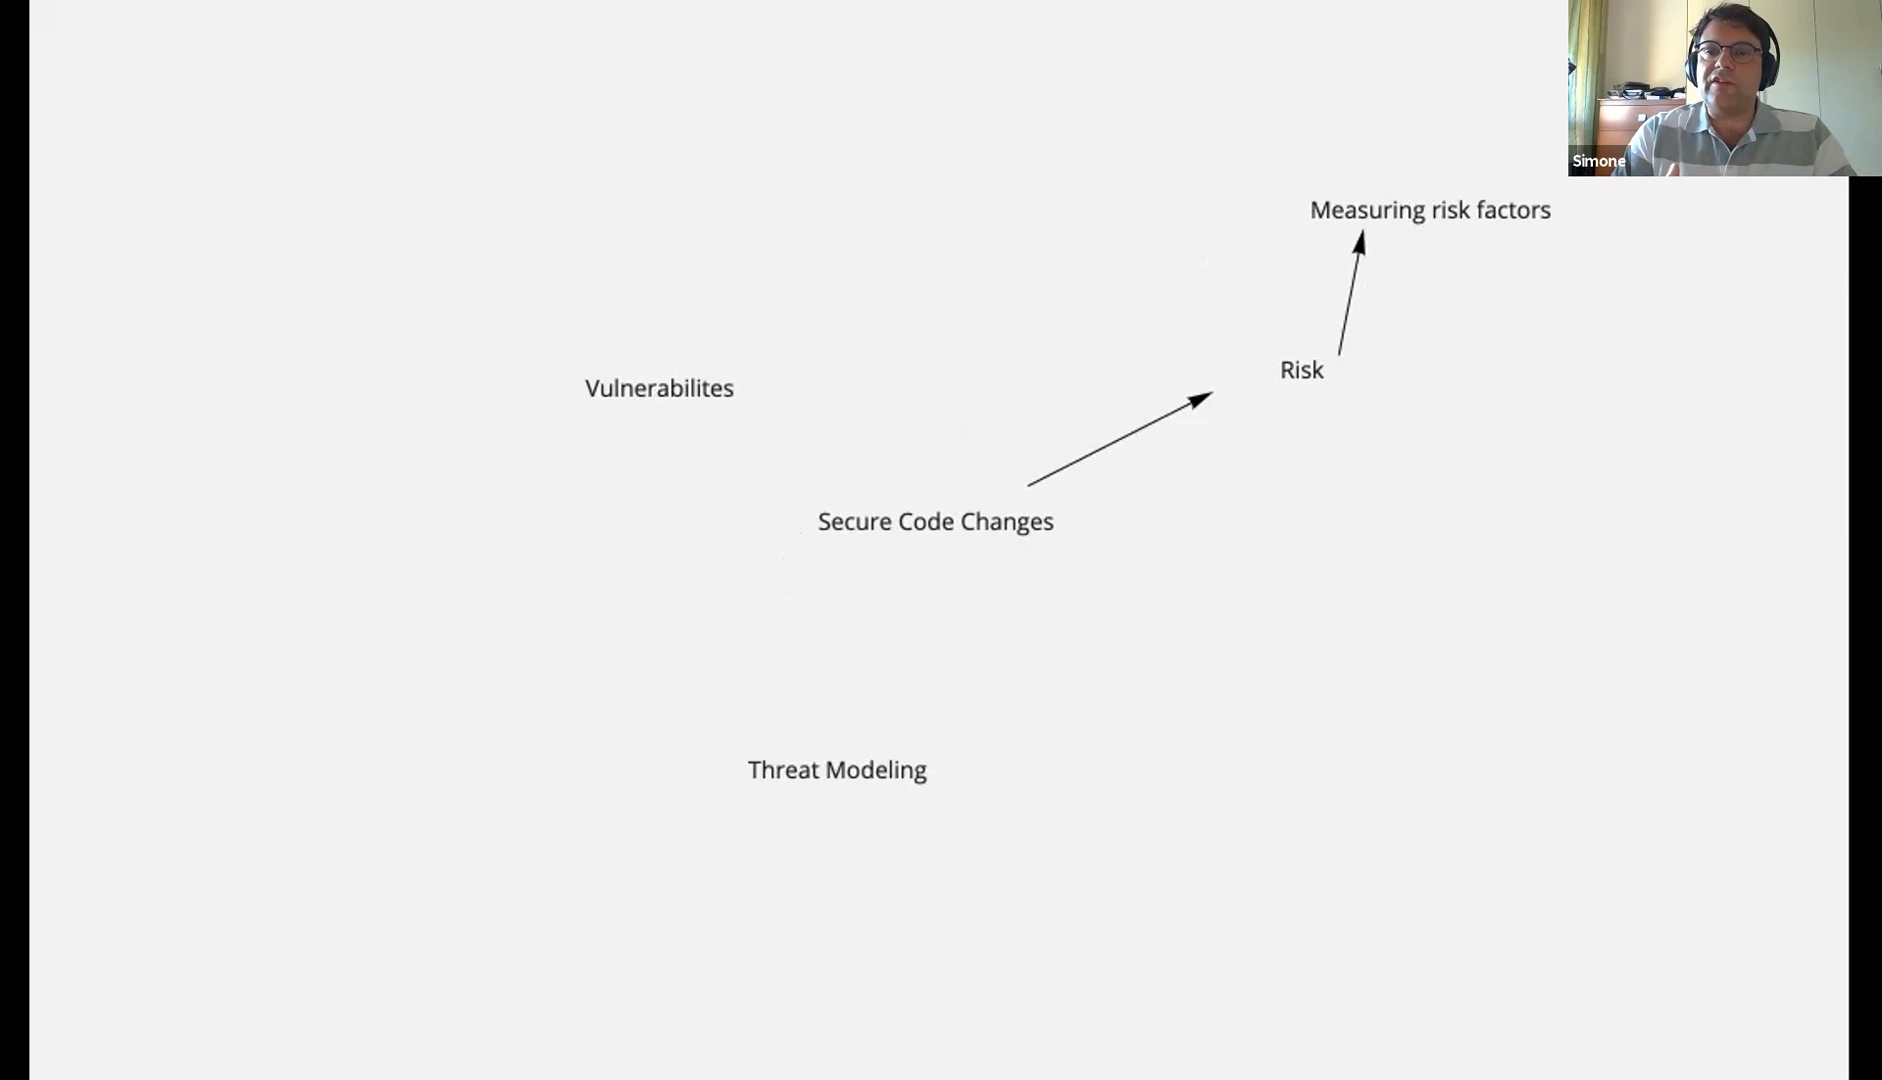 Simone
Measuring risk factors
Risk
Vulnerabilites
Secure Code Changes
Threat Modeling